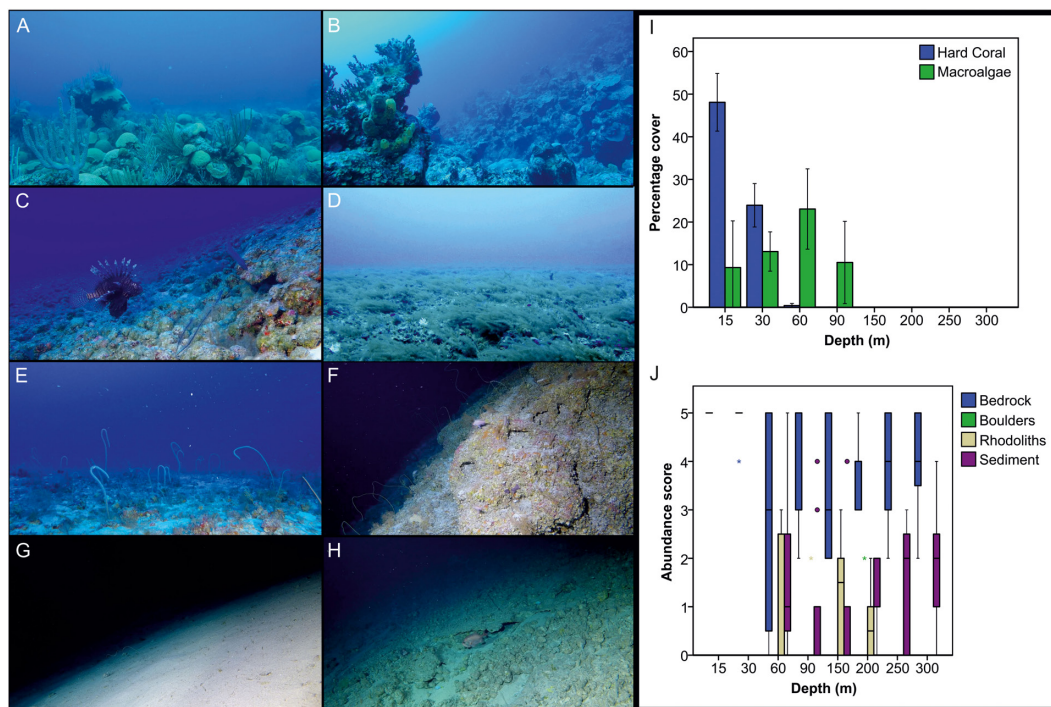 A
B
C
D
E
F
G
H
I
Hard Coral
Macroalgae
60
50
40
30
20
10
0
Percentage cover
15 30 60 90 150 200 250 300
Depth (m)
J
Bedrock
Boulders
Rhodoliths
Sediment
5
4
3
2
1
0
Abundance score
15 30 60 90 150 200 250 300
Depth (m)